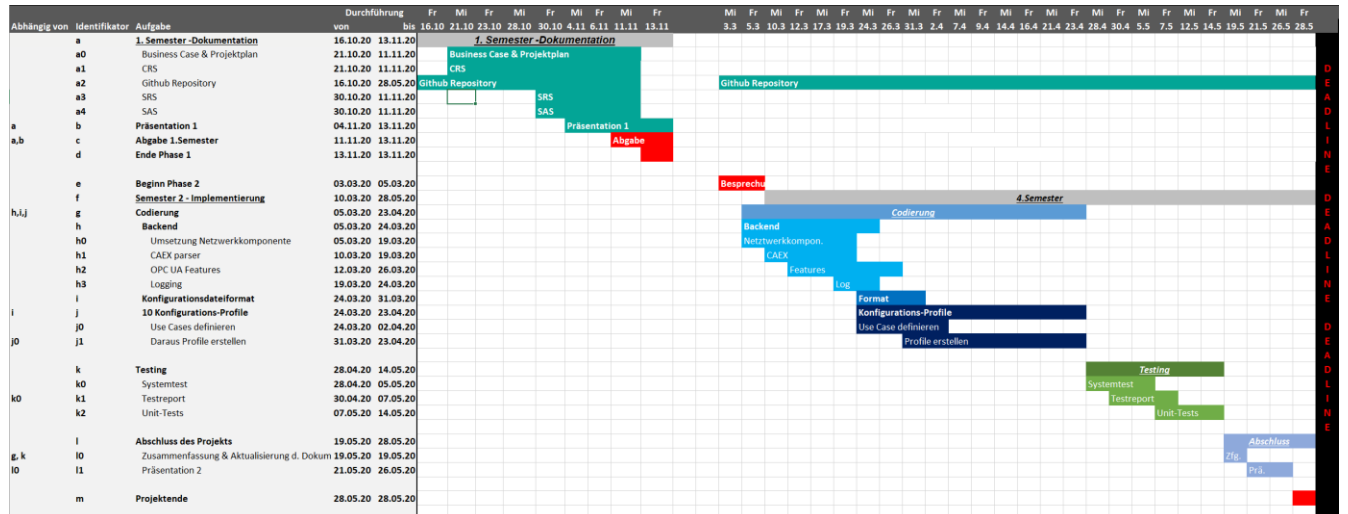 Durchführung Fr Mi Fr Mi Fr Mi Fr Mi Fr Mi Fr Mi Fr Mi Fr Mi Fr Mi Fr Mi Fr Mi Fr Mi Fr Mi Fr Mi Fr Mi Fr Mi Fr Mi Fr
Abhängig von Identifikator Aufgabe von bis 16.10 21.10 23.10 28.10 30.10 4.11 6.11 11.11 13.11 3.3 5.3 10.3 12.3 17.3 19.3 24.3 26.3 31.3 2.4 7.4 9.4 14.4 16.4 21.4 23.4 28.4 30.4 5.5 7.5 12.5 14.5 19.5 21.5 26.5 28.5
a 1. Semester -Dokumentation 16.10.20 13.11.20 1. Semester -Dokumentation
a0 Business Case & Projektplan 21.10.20 11.11.20 Business Case & Projektplan
a1 CRS 21.10.20 11.11.20 CRS D
a2 Github Repository 16.10.20 28.05.20 Github Repository Github Repository E
a3 SRS 30.10.20 11.11.20 SRS A
a4 SAS 30.10.20 11.11.20 SAS D
a b Präsentation 1 04.11.20 13.11.20 Präsentation 1 L
a,b c Abgabe 1.Semester 11.11.20 13.11.20 Abgabe I
d Ende Phase 1 13.11.20 13.11.20 N
E
e Beginn Phase 2 03.03.20 05.03.20 Besprechu
f Semester 2 - Implementierung 10.03.20 28.05.20 4.Semester D
h,i,j g Codierung 05.03.20 23.04.20 Codierung E
h Backend 05.03.20 24.03.20 Backend A
h0 Umsetzung Netzwerkkomponente 05.03.20 19.03.20 Netztwerkkompon. D
h1 CAEX parser 10.03.20 19.03.20 CAEX L
h2 OPC UA Features 12.03.20 26.03.20 Features I
h3 Logging 19.03.20 24.03.20 Log N
i Konfigurationsdateiformat 24.03.20 31.03.20 Format E
i j 10 Konfigurations-Profile 24.03.20 23.04.20 Konfigurations-Profile
j0 Use Cases definieren 24.03.20 02.04.20 Use Case definieren D
j0 j1 Daraus Profile erstellen 31.03.20 23.04.20 Profile erstellen E
A
k Testing 28.04.20 14.05.20 Testing D
k0 Systemtest 28.04.20 05.05.20 Systemtest L
k0 k1 Testreport 30.04.20 07.05.20 Testreport I
k2 Unit-Tests 07.05.20 14.05.20 Unit-Tests N
E
l Abschluss des Projekts 19.05.20 28.05.20 Abschluss
g, k l0 Zusammenfassung & Aktualisierung d. Dokum 19.05.20 19.05.20 Zfg.
l0 l1 Präsentation 2 21.05.20 26.05.20 Prä.
m Projektende 28.05.20 28.05.20